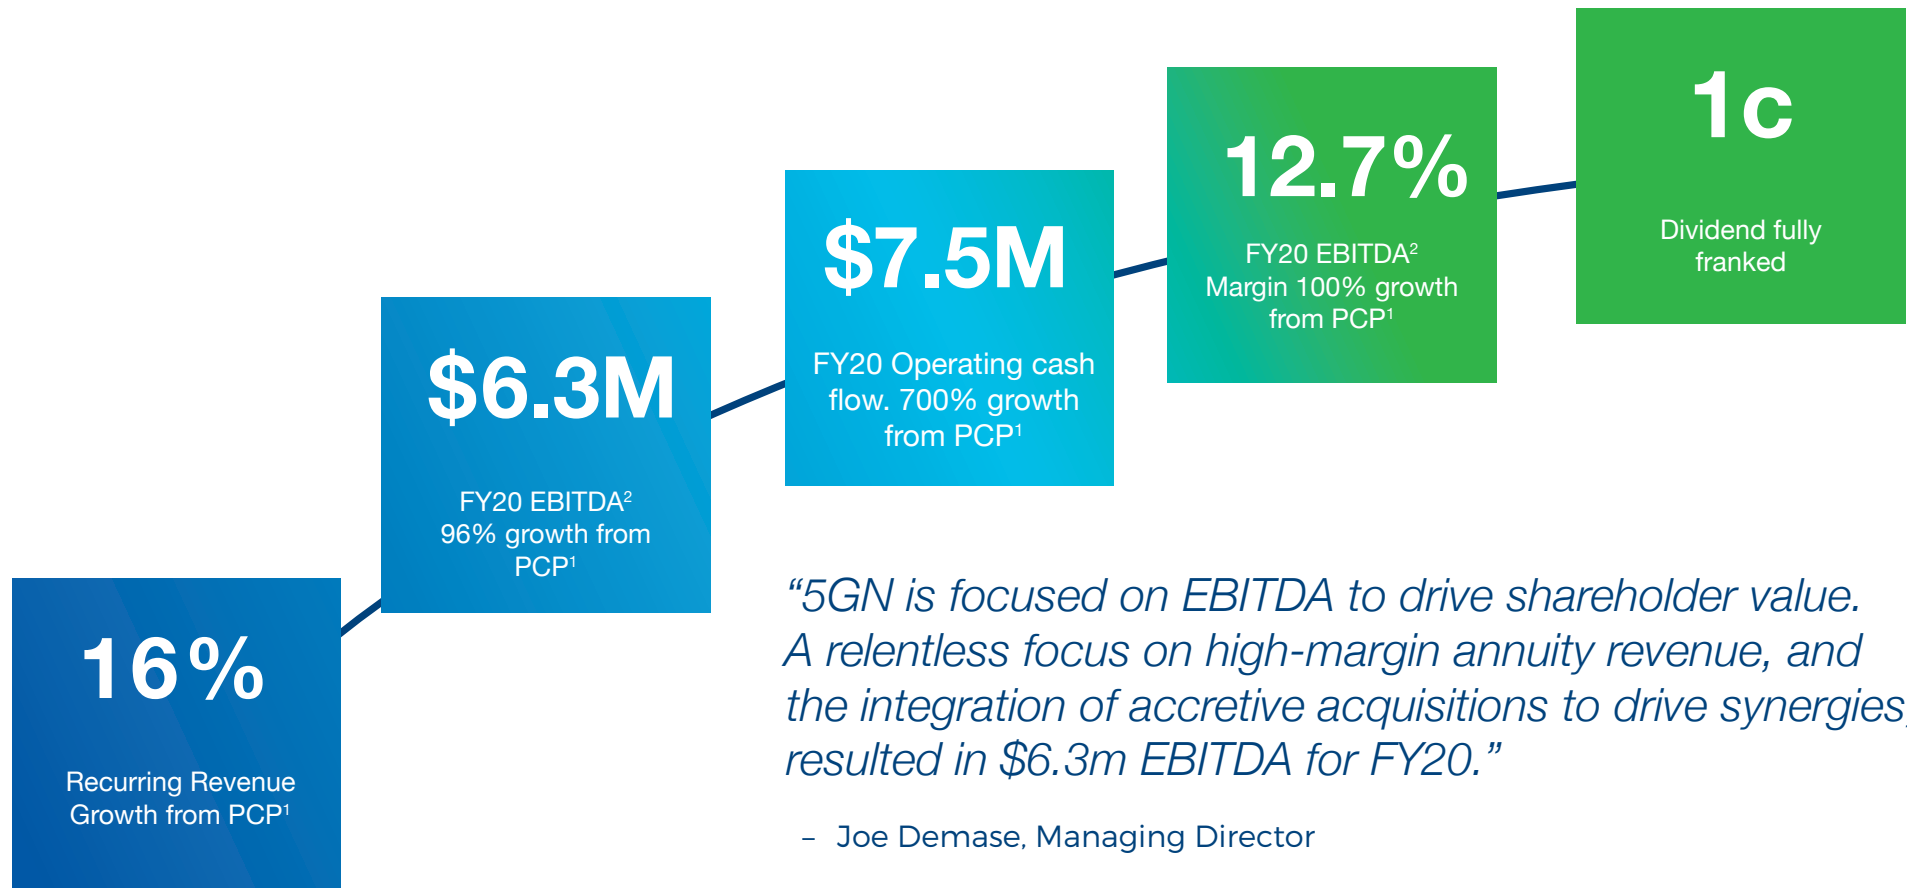 16%
Recurring Revenue
Growth from PCP¹
$6.3M
FY20 EBITDA²
96% growth from
PCP¹
$7.5M
FY20 Operating cash
flow. 700% growth
from PCP¹
12.7%
FY20 EBITDA²
Margin 100% growth
from PCP¹
1c
Dividend fully
franked
“5GN is focused on EBITDA to drive shareholder value.
A relentless focus on high-margin annuity revenue, and
the integration of accretive acquisitions to drive synergies,
resulted in $6.3m EBITDA for FY20.”
– Joe Demase, Managing Director